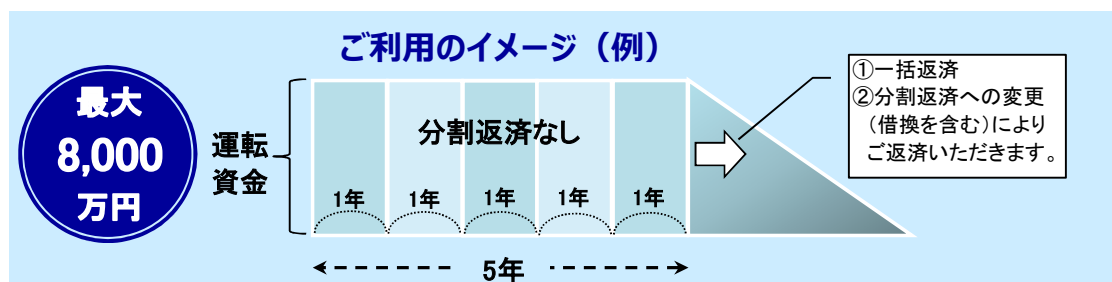 ご利用のイメージ（例）
最大
8,000
万円
運転
資金
分割返済なし
1年
1年
1年
1年
1年
5年
①一括返済
②分割返済への変更
（借換を含む）により
ご返済いただきます。